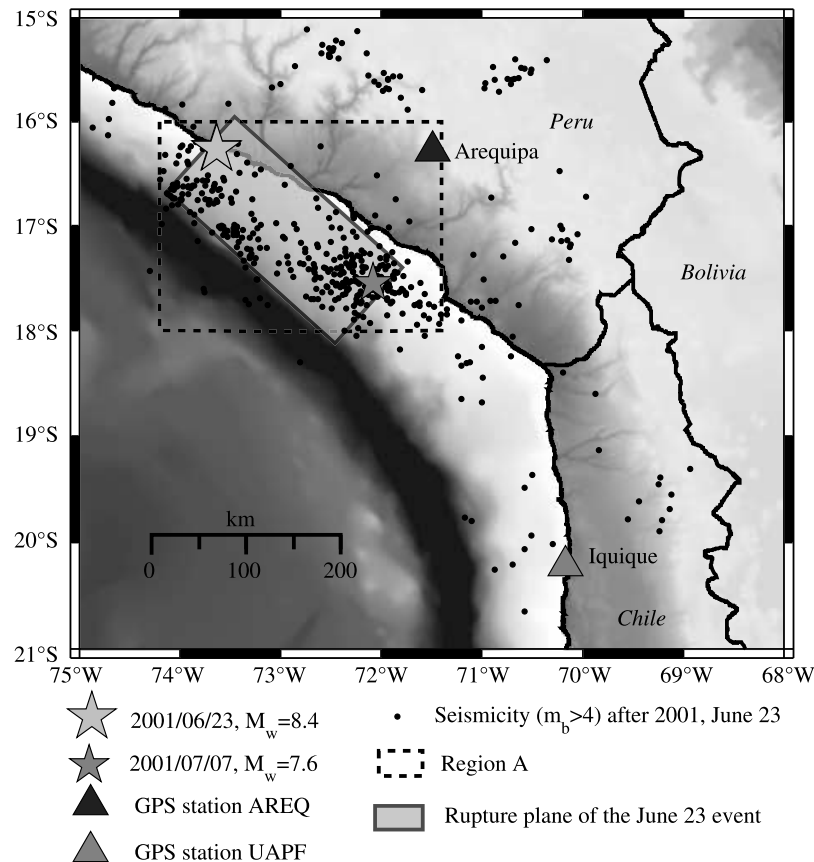 15°S
16°S
17°S
18°S
19°S
20°S
21°S
Peru
Arequipa
Bolivia
km
0 100 200
Iquique
Chile
75°W 74°W 73°W 72°W 71°W 70°W 69°W 68°W
2001/06/23, Mw=8.4
Seismicity (mb>4) after 2001, June 23
2001/07/07, Mw=7.6
Region A
GPS station AREQ
Rupture plane of the June 23 event
GPS station UAPF